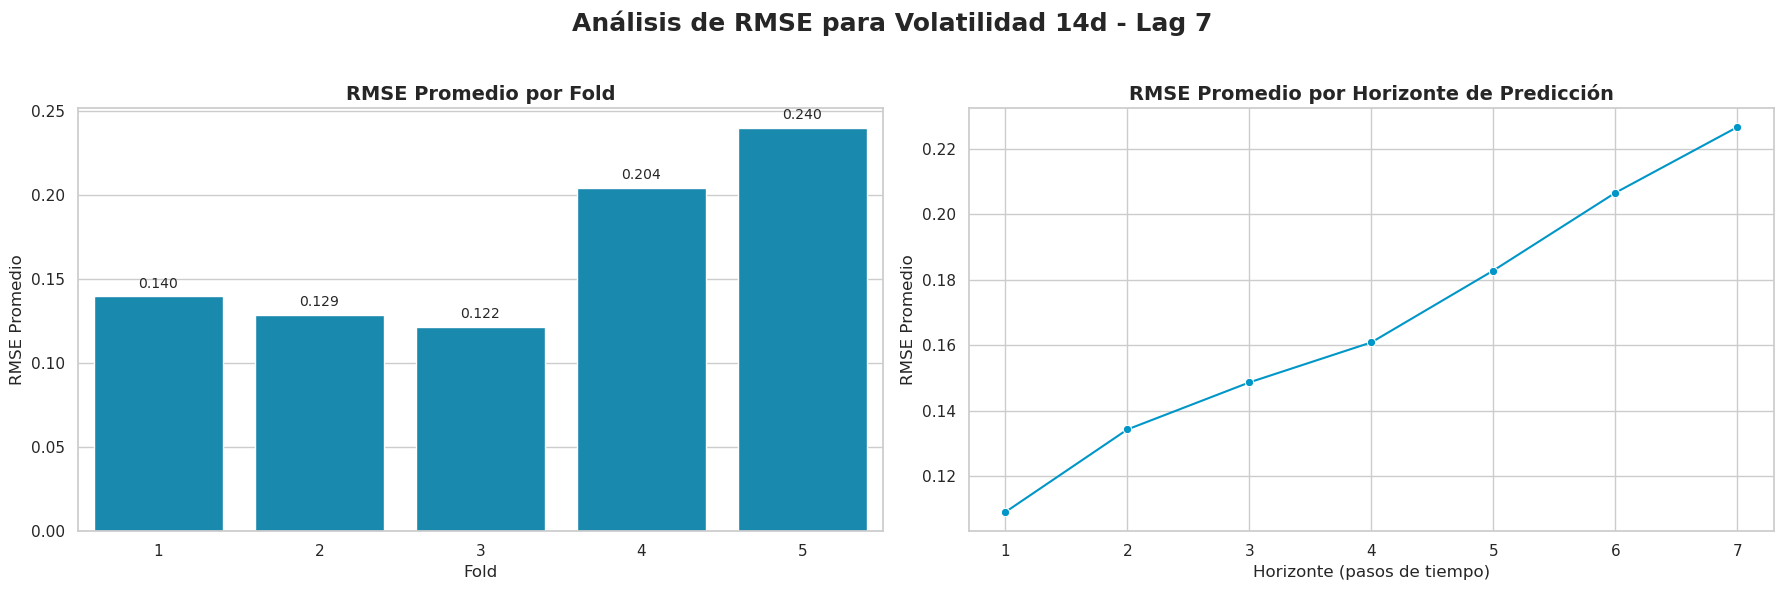 Análisis de RMSE para Volatilidad 14d - Lag 7
RMSE Promedio por Fold
RMSE Promedio
0.25
0.20
0.15
0.10
0.05
0.00
0.140
0.129
0.122
0.204
0.240
1 2 3 4 5
Fold
RMSE Promedio por Horizonte de Predicción
RMSE Promedio
0.22
0.20
0.18
0.16
0.14
0.12
1 2 3 4 5 6 7
Horizonte (pasos de tiempo)